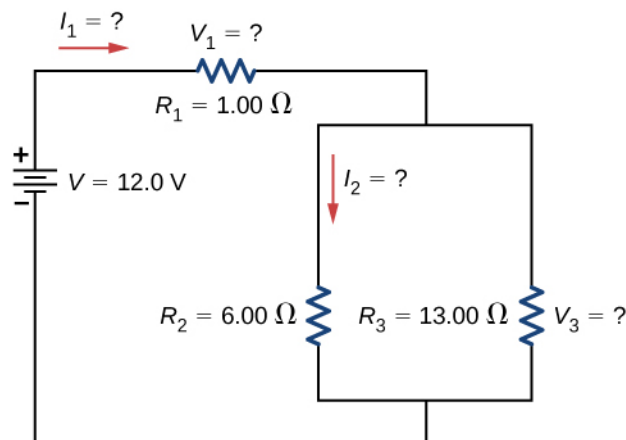 I₁ = ?
V₁ = ?
R₁ = 1.00 Ω
+
V = 12.0 V
−
I₂ = ?
R₂ = 6.00 Ω
R₃ = 13.00 Ω
V₃ = ?